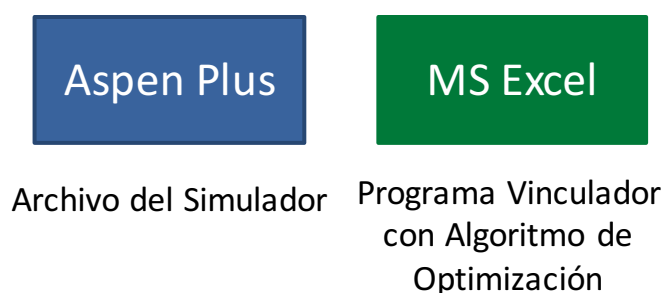 Aspen Plus
MS Excel
Archivo del Simulador
Programa Vinculador
con Algoritmo de
Optimización